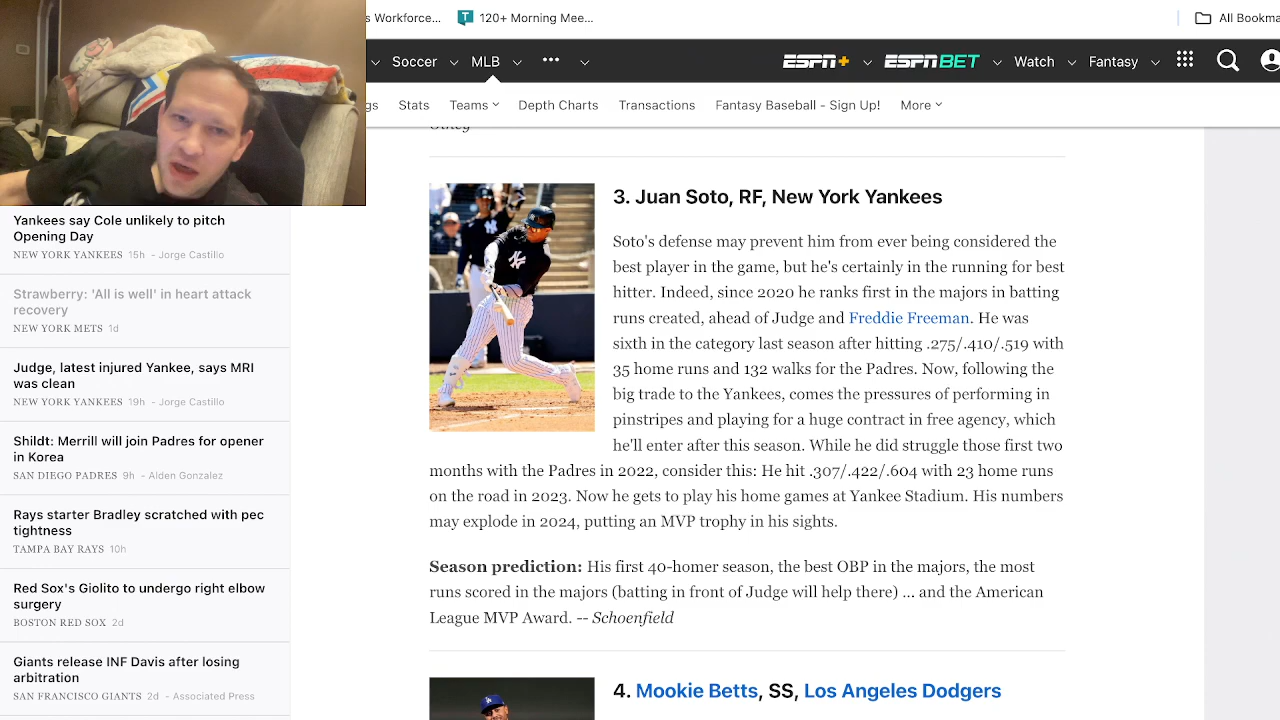 s Workforce...
120+ Morning Mee...
All Bookma
Soccer
MLB
•••
ESPN+
ESPN BET
Watch
Fantasy
gs
Stats
Teams
Depth Charts
Transactions
Fantasy Baseball - Sign Up!
More
Yankees say Cole unlikely to pitch
Opening Day
NEW YORK YANKEES 15h - Jorge Castillo
Strawberry: 'All is well' in heart attack
recovery
NEW YORK METS 1d
Judge, latest injured Yankee, says MRI
was clean
NEW YORK YANKEES 19h - Jorge Castillo
Shildt: Merrill will join Padres for opener
in Korea
SAN DIEGO PADRES 9h - Alden Gonzalez
Rays starter Bradley scratched with pec
tightness
TAMPA BAY RAYS 10h
Red Sox's Giolito to undergo right elbow
surgery
BOSTON RED SOX 2d
Giants release INF Davis after losing
arbitration
SAN FRANCISCO GIANTS 2d - Associated Press
3. Juan Soto, RF, New York Yankees
Soto's defense may prevent him from ever being considered the
best player in the game, but he's certainly in the running for best
hitter. Indeed, since 2020 he ranks first in the majors in batting
runs created, ahead of Judge and Freddie Freeman. He was
sixth in the category last season after hitting .275/.410/.519 with
35 home runs and 132 walks for the Padres. Now, following the
big trade to the Yankees, comes the pressures of performing in
pinstripes and playing for a huge contract in free agency, which
he'll enter after this season. While he did struggle those first two
months with the Padres in 2022, consider this: He hit .307/.422/.604 with 23 home runs
on the road in 2023. Now he gets to play his home games at Yankee Stadium. His numbers
may explode in 2024, putting an MVP trophy in his sights.
Season prediction: His first 40-homer season, the best OBP in the majors, the most
runs scored in the majors (batting in front of Judge will help there) ... and the American
League MVP Award. -- Schoenfield
4. Mookie Betts, SS, Los Angeles Dodgers